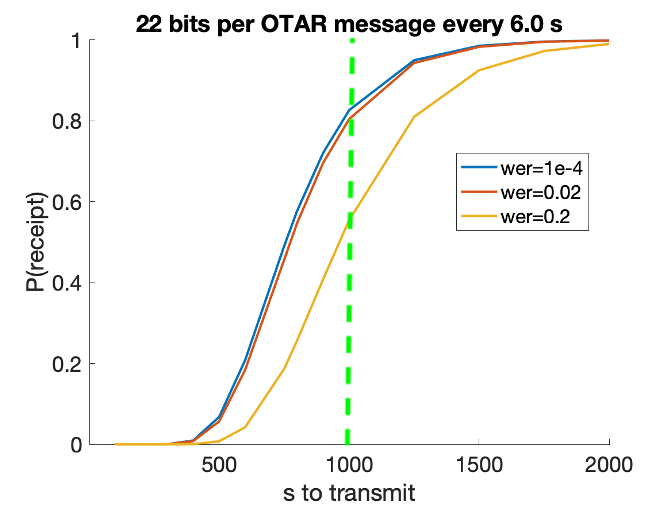 22 bits per OTAR message every 6.0 s
1
0.8
0.6
0.4
0.2
0
P(receipt)
wer=1e-4
wer=0.02
wer=0.2
500
1000
1500
2000
s to transmit